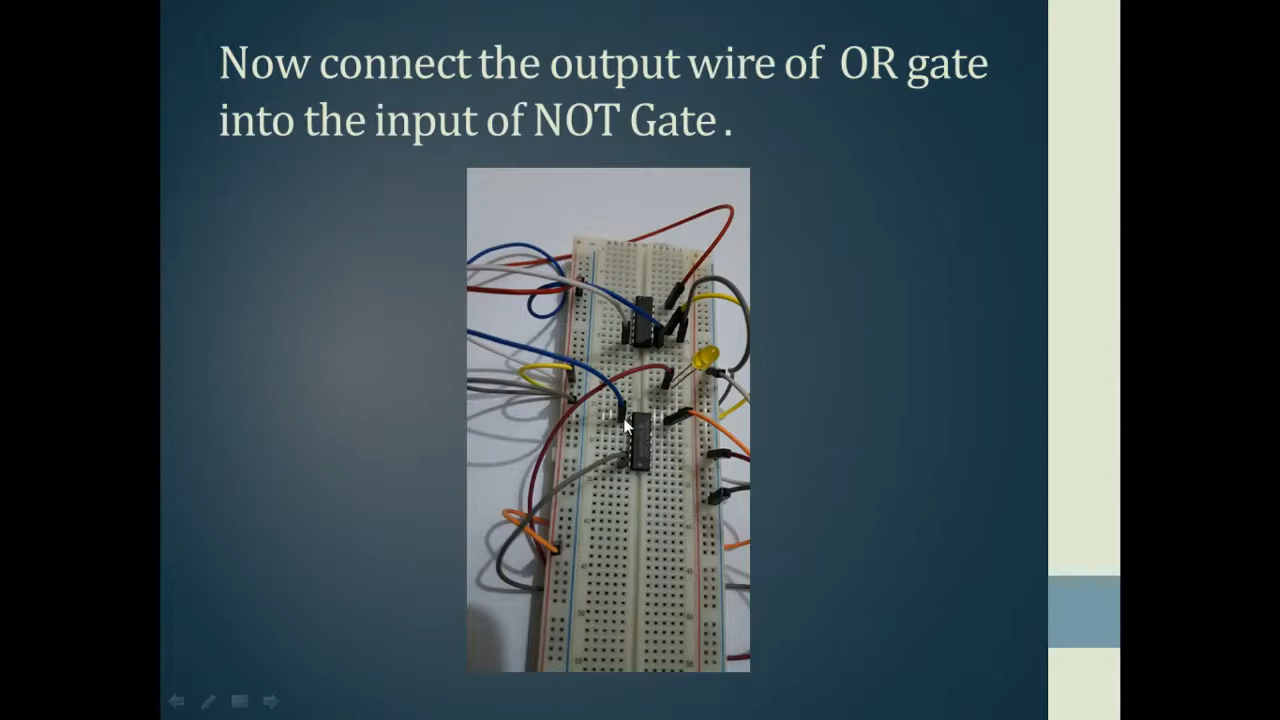 Now connect the output wire of OR gate
into the input of NOT Gate .